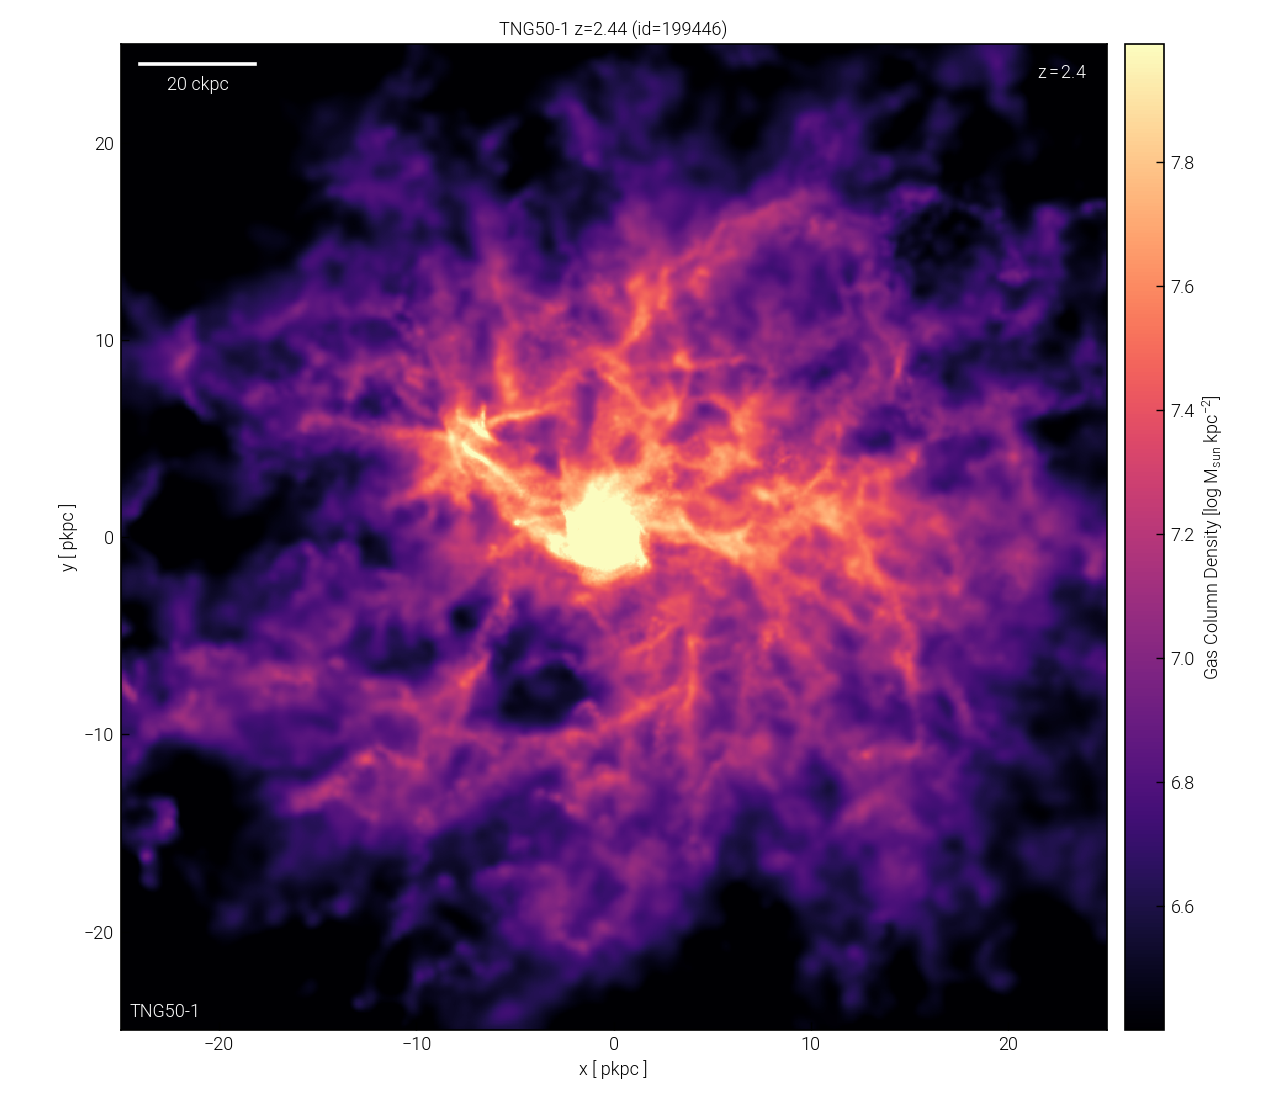 TNG50-1 z=2.44 (id=199446)
20 ckpc
z=2.4
20
10
0
−10
−20
y [ pkpc ]
TNG50-1
−20
−10
0
10
20
x [ pkpc ]
7.8
7.6
7.4
7.2
7.0
6.8
6.6
Gas Column Density [log M_sun kpc^−2]